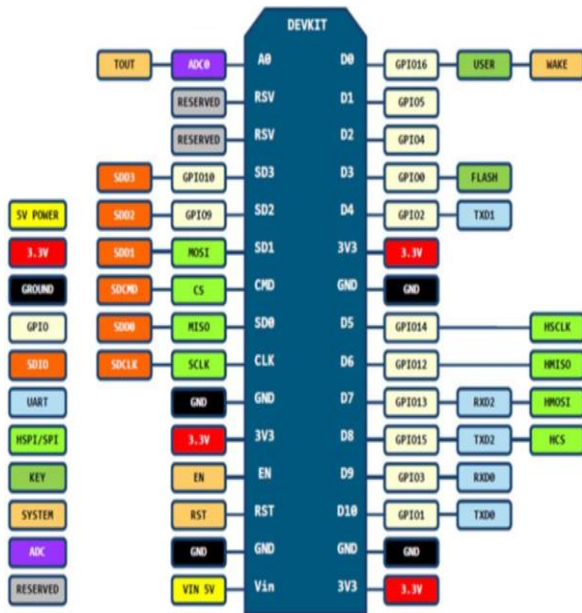 DEVKIT
TOUT ADC0 A0 D0 GPIO16 USER WAKE
RESERVED RSV D1 GPIO5
RESERVED RSV D2 GPIO4
SDD3 GPIO10 SD3 D3 GPIO0 FLASH
5V POWER SDD2 GPIO9 SD2 D4 GPIO2 TXD1
3.3V SDD1 MOSI SD1 3V3 3.3V
GROUND SDCMD CS CMD GND GND
GPIO SDD0 MISO SD0 D5 GPIO14 HSCLK
SDIO SDCLK SCLK CLK D6 GPIO12 HMISO
UART GND GND D7 GPIO13 RXD2 HMOSI
HSPI/SPI 3.3V 3V3 D8 GPIO15 TXD2 HCS
KEY EN EN D9 GPIO3 RXD0
SYSTEM RST RST D10 GPIO1 TXD0
ADC GND GND GND GND
RESERVED VIN 5V Vin 3V3 3.3V